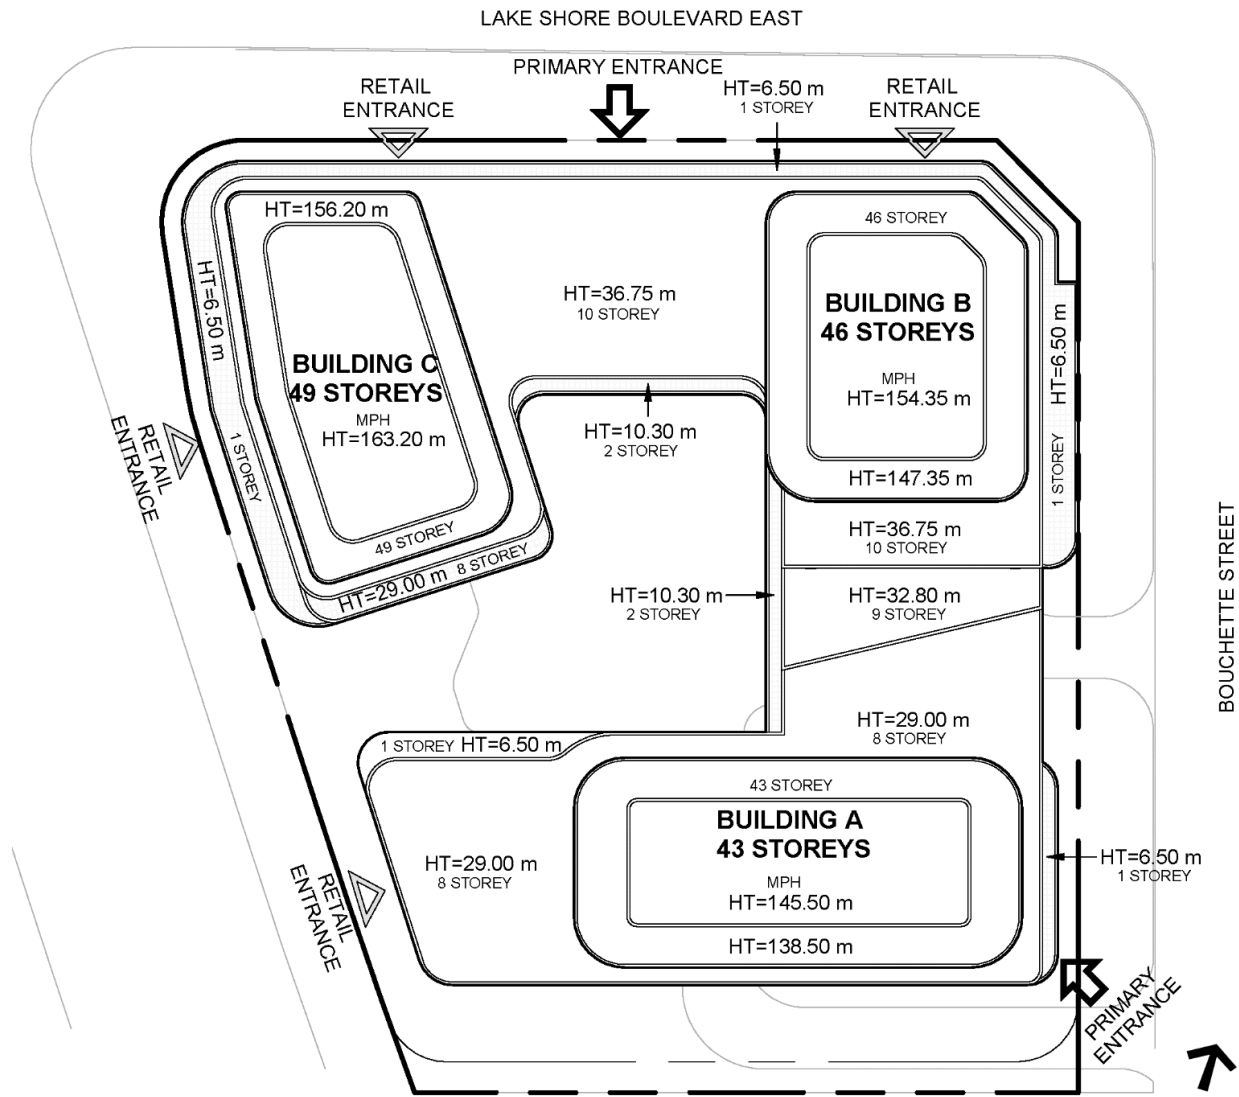 LAKE SHORE BOULEVARD EAST
PRIMARY ENTRANCE
RETAIL
ENTRANCE
HT=6.50 m
1 STOREY
RETAIL
ENTRANCE
HT=156.20 m
46 STOREY
HT=6.50 m
HT=36.75 m
10 STOREY
BUILDING B
46 STOREYS
MPH
HT=154.35 m
HT=6.50 m
BUILDING C
49 STOREYS
MPH
HT=163.20 m
HT=10.30 m
2 STOREY
RETAIL
ENTRANCE
1 STOREY
HT=147.35 m
1 STOREY
49 STOREY
HT=36.75 m
10 STOREY
HT=29.00 m 8 STOREY
HT=10.30 m
2 STOREY
HT=32.80 m
9 STOREY
BOUCHETTE STREET
HT=29.00 m
8 STOREY
1 STOREY HT=6.50 m
43 STOREY
BUILDING A
43 STOREYS
MPH
HT=145.50 m
HT=29.00 m
8 STOREY
HT=6.50 m
1 STOREY
RETAIL
ENTRANCE
HT=138.50 m
PRIMARY
ENTRANCE